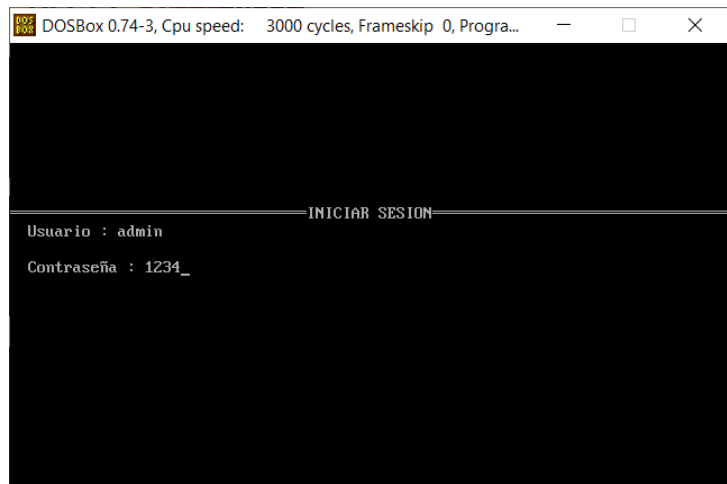 DOSBox 0.74-3, Cpu speed: 3000 cycles, Frameskip 0, Progra...
INICIAR SESION
Usuario : admin
Contraseña : 1234_